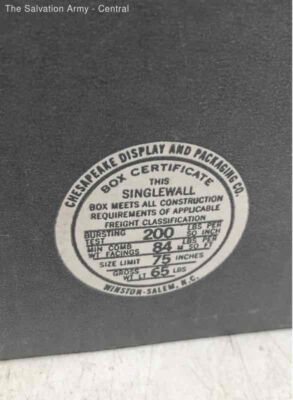 The Salvation Army - Central
CHESAPEAKE DISPLAY AND PACKAGING CO.
BOX CERTIFICATE
THIS
SINGLEWALL
BOX MEETS ALL CONSTRUCTION
REQUIREMENTS OF APPLICABLE
FREIGHT CLASSIFICATION
BURSTING TEST 200 LBS PER SQ INCH
MIN COMB WT FACINGS 84 LBS PER M SQ FT
SIZE LIMIT 75 INCHES
GROSS WT LT 65 LBS
WINSTON-SALEM, N.C.